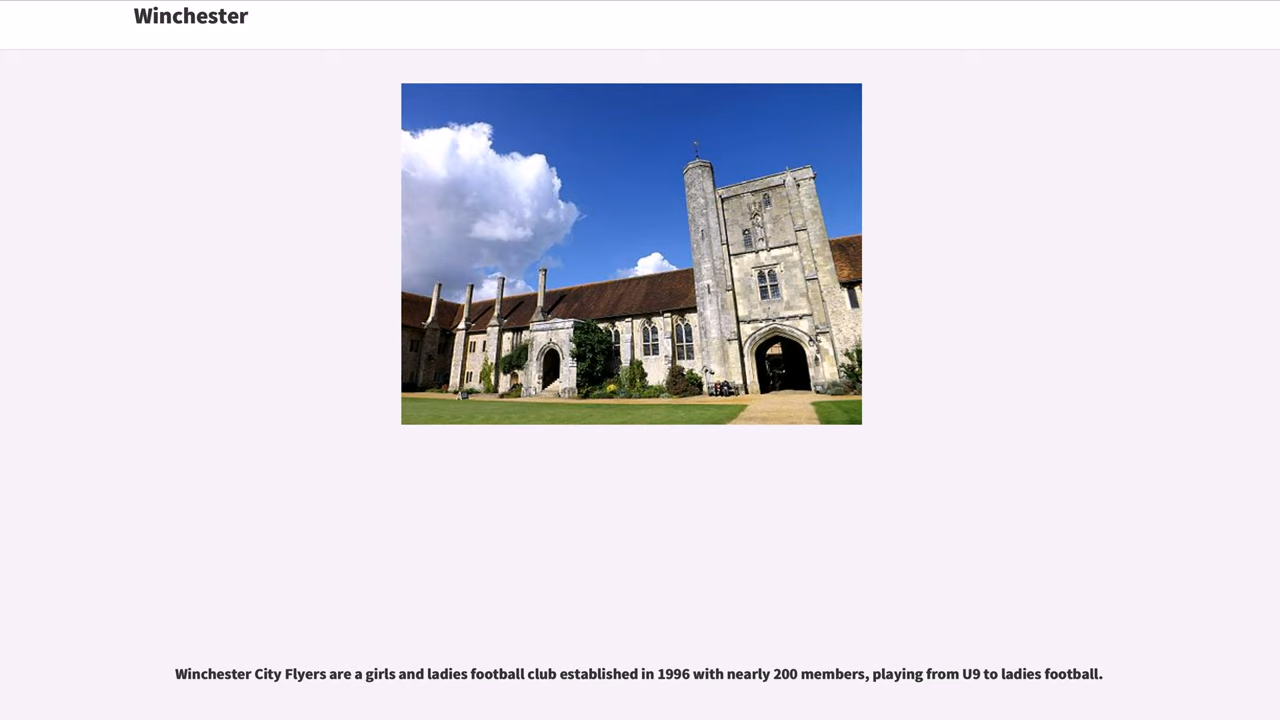 Winchester
Winchester City Flyers are a girls and ladies football club established in 1996 with nearly 200 members, playing from U9 to ladies football.